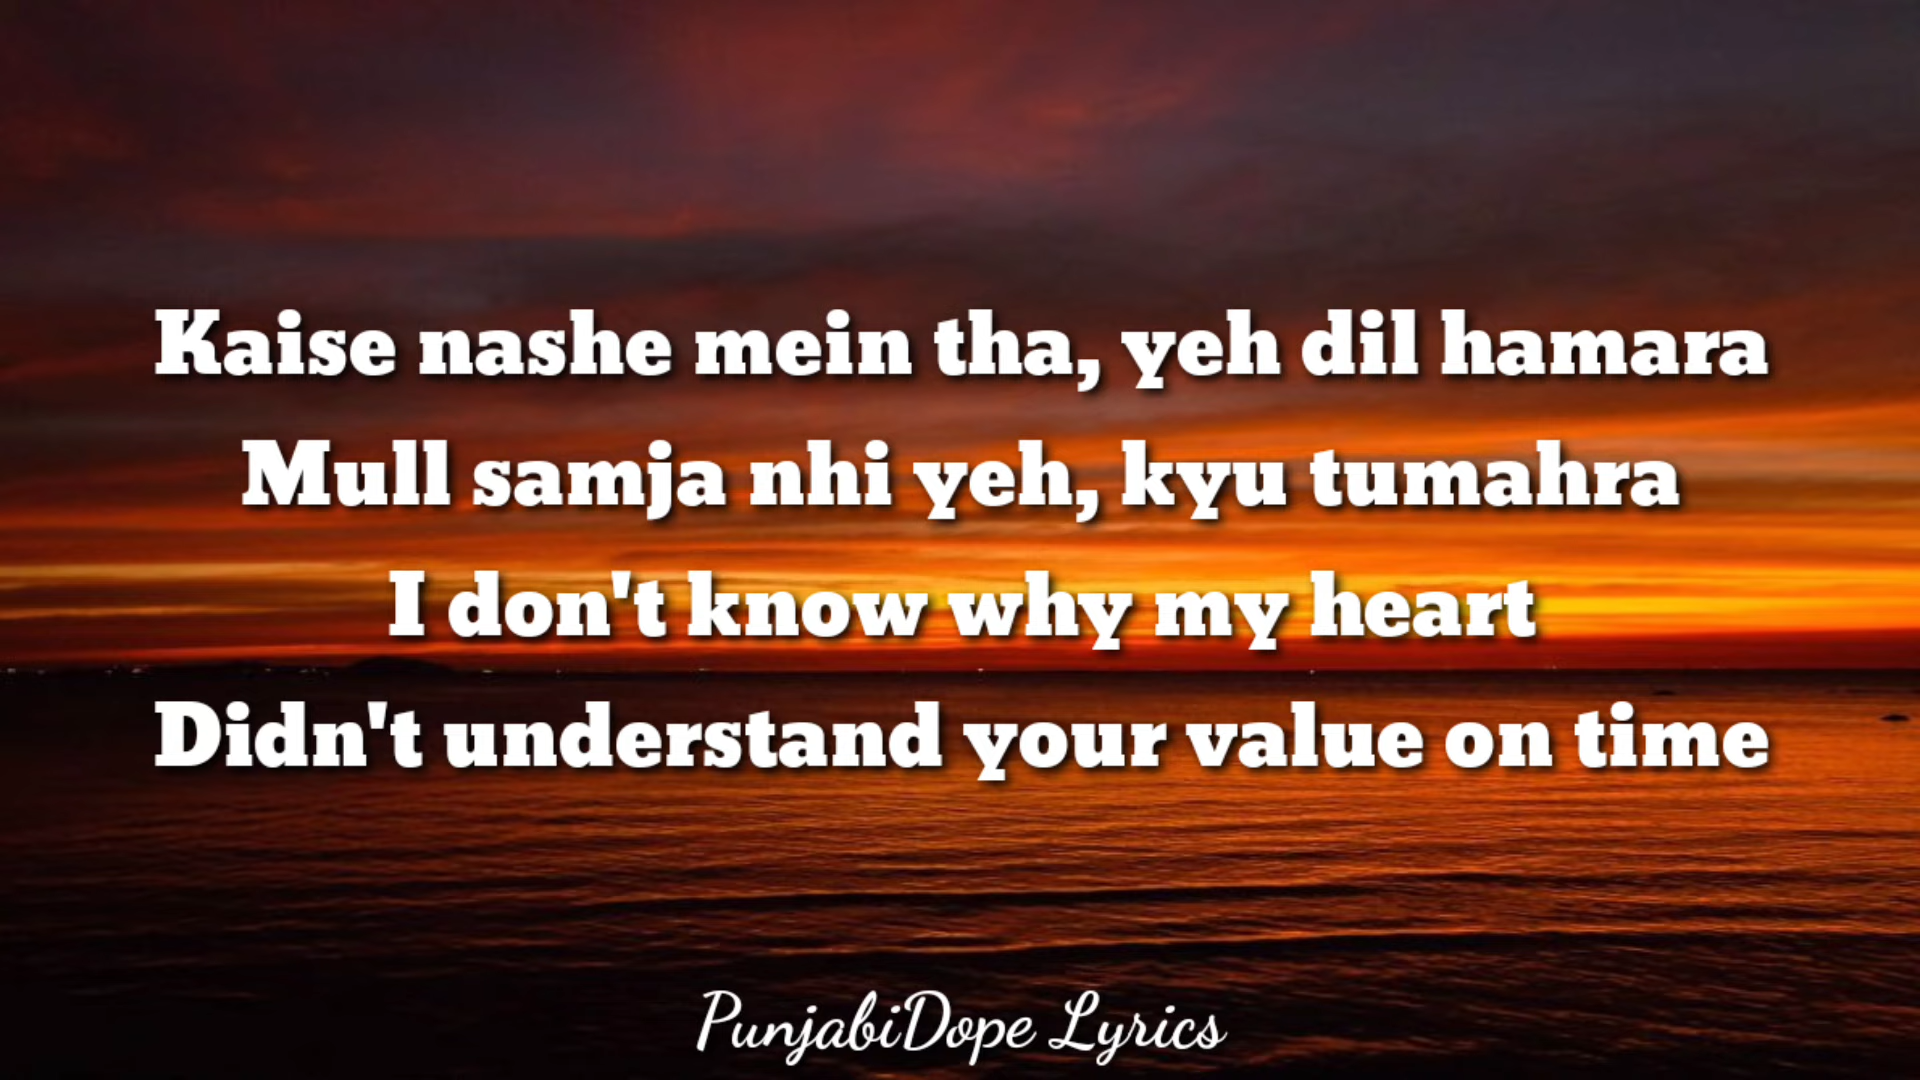 Kaise nashe mein tha, yeh dil hamara
Mull samja nhi yeh, kyu tumahra
I don't know why my heart
Didn't understand your value on time
PunjabiDope Lyrics